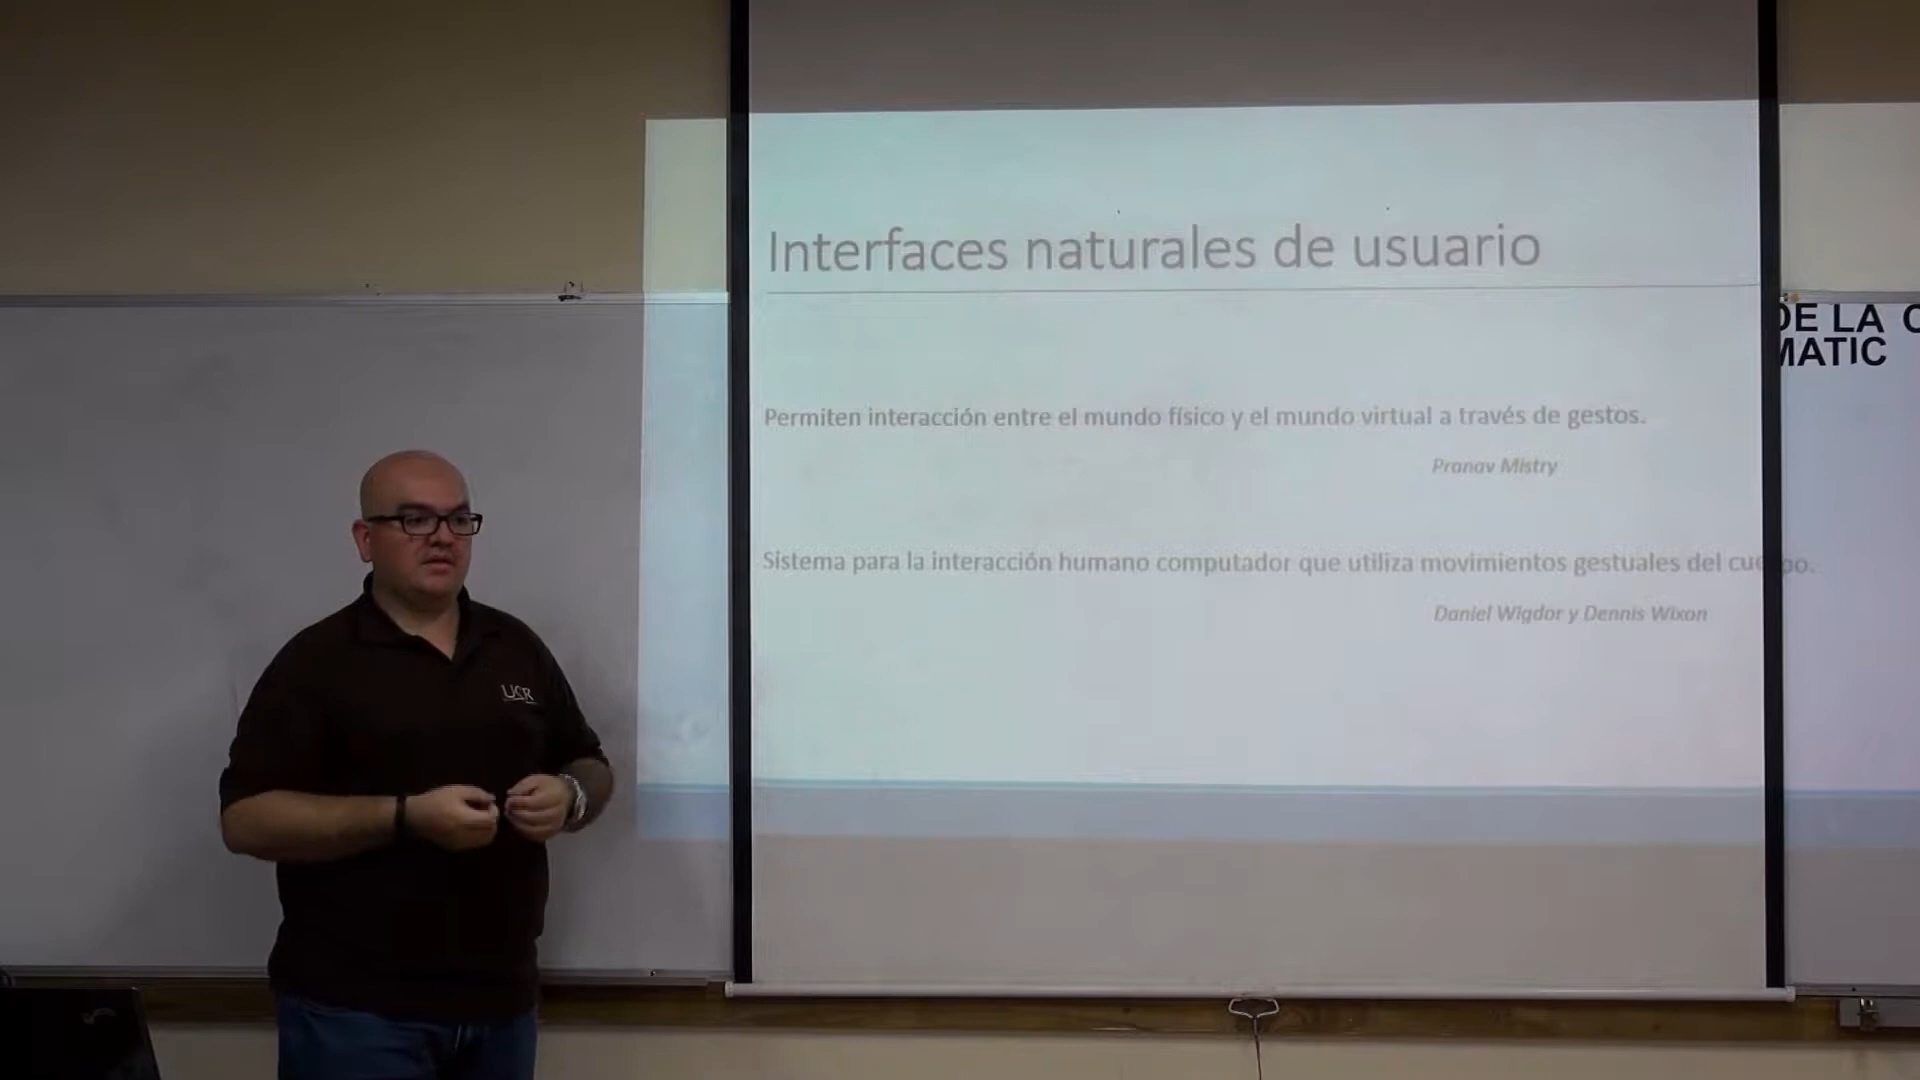 Interfaces naturales de usuario
DE LA C
MATIC
Permiten interacción entre el mundo físico y el mundo virtual a través de gestos.
Pranav Mistry
Sistema para la interacción humano computador que utiliza movimientos gestuales del cuerpo.
Daniel Wigdor y Dennis Wixon
UCR